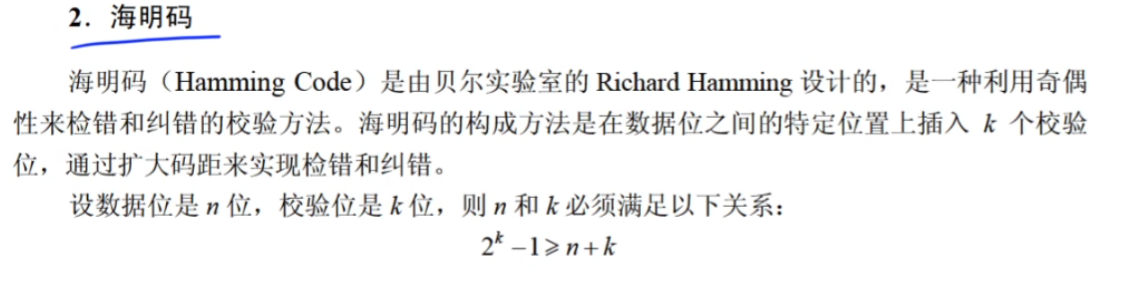 2．海明码
海明码（Hamming Code）是由贝尔实验室的 Richard Hamming 设计的，是一种利用奇偶
性来检错和纠错的校验方法。海明码的构成方法是在数据位之间的特定位置上插入 k 个校验
位，通过扩大码距来实现检错和纠错。
设数据位是 n 位，校验位是 k 位，则 n 和 k 必须满足以下关系：
2^k −1⩾n+k